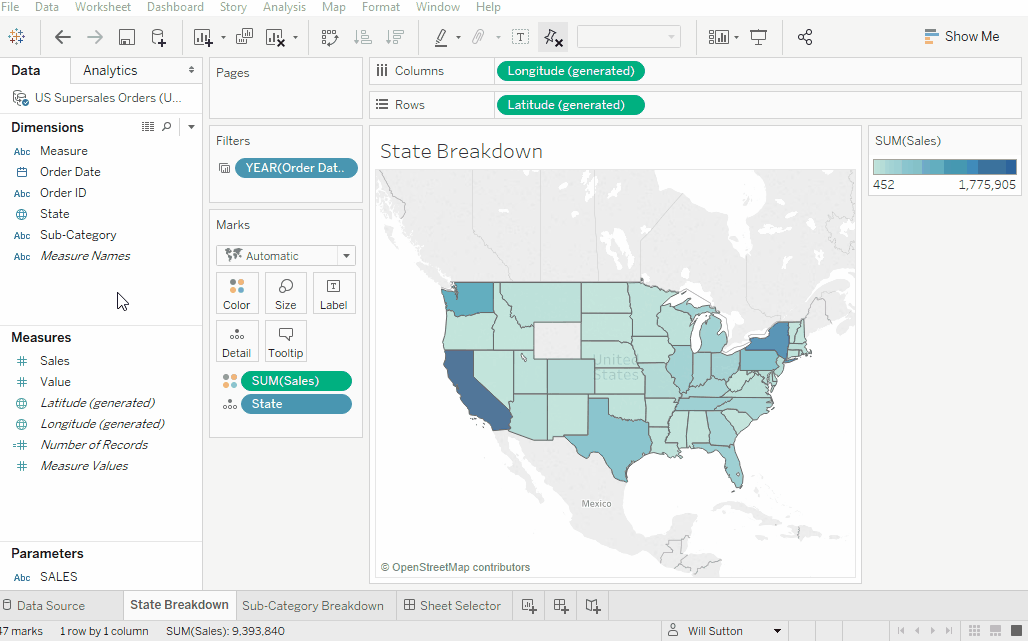 File Data Worksheet Dashboard Story Analysis Map Format Window Help
Show Me
Data Analytics
US Supersales Orders (U...
Dimensions
Abc Measure
Order Date
Abc Order ID
State
Abc Sub-Category
Abc Measure Names
Measures
Sales
Value
Latitude (generated)
Longitude (generated)
Number of Records
Measure Values
Parameters
Abc SALES
Pages
Filters
YEAR(Order Dat..
Marks
Automatic
Color Size Label
Detail Tooltip
SUM(Sales)
State
Columns Longitude (generated)
Rows Latitude (generated)
State Breakdown
United
States
Mexico
© OpenStreetMap contributors
SUM(Sales)
452 1,775,905
Data Source State Breakdown Sub-Category Breakdown Sheet Selector
47 marks 1 row by 1 column SUM(Sales): 9,393,840 Will Sutton